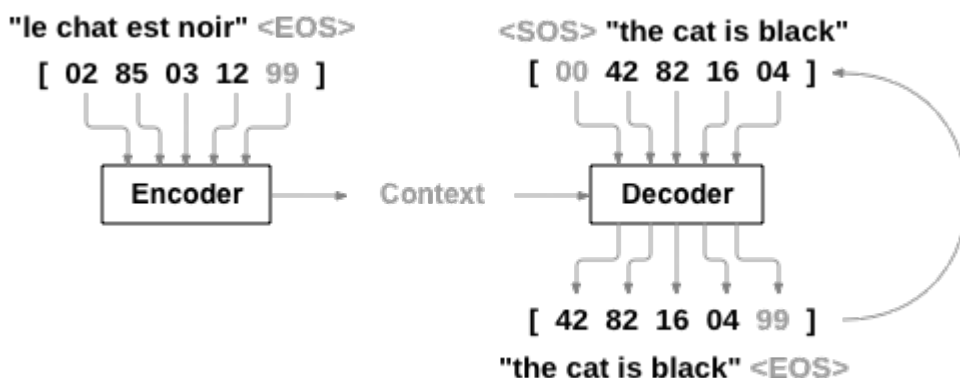 "le chat est noir" <EOS>
[ 02 85 03 12 99 ]
Encoder
Context
<SOS> "the cat is black"
[ 00 42 82 16 04 ]
Decoder
[ 42 82 16 04 99 ]
"the cat is black" <EOS>